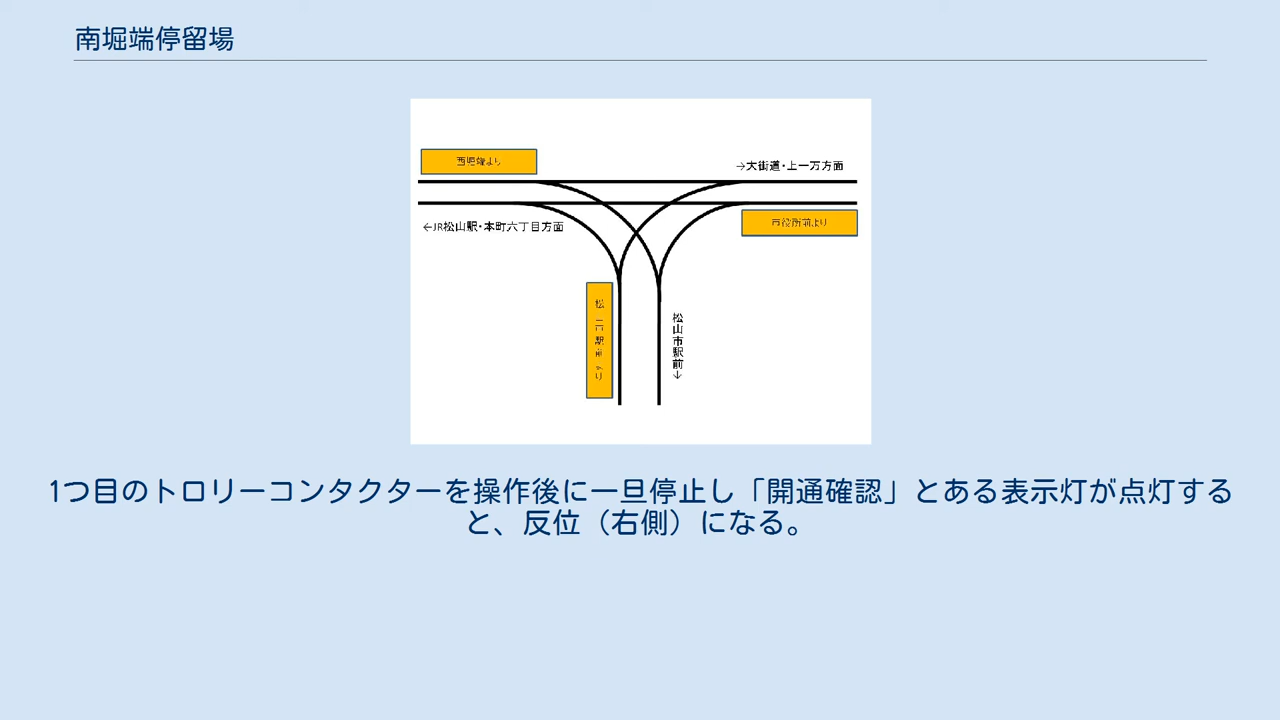 南堀端停留場
西堀端より
→大街道・上一万方面
←JR松山駅・本町六丁目方面
市役所前より
松山市駅前↓
1つ目のトロリーコンタクターを操作後に一旦停止し「開通確認」とある表示灯が点灯する
と、反位（右側）になる。